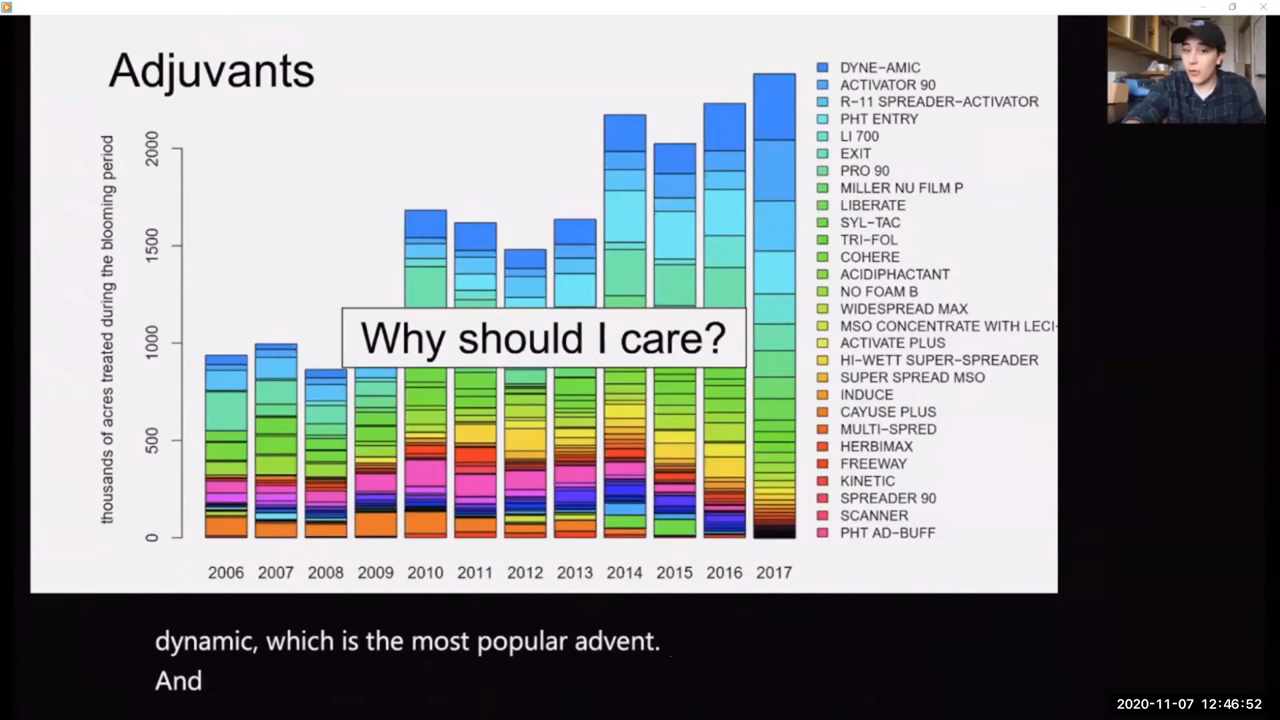 Adjuvants
thousands of acres treated during the blooming period
2000
1500
1000
500
0
Why should I care?
2006 2007 2008 2009 2010 2011 2012 2013 2014 2015 2016 2017
DYNE-AMIC
ACTIVATOR 90
R-11 SPREADER-ACTIVATOR
PHT ENTRY
LI 700
EXIT
PRO 90
MILLER NU FILM P
LIBERATE
SYL-TAC
TRI-FOL
COHERE
ACIDIPHACTANT
NO FOAM B
WIDESPREAD MAX
MSO CONCENTRATE WITH LECI-
ACTIVATE PLUS
HI-WETT SUPER-SPREADER
SUPER SPREAD MSO
INDUCE
CAYUSE PLUS
MULTI-SPRED
HERBIMAX
FREEWAY
KINETIC
SPREADER 90
SCANNER
PHT AD-BUFF
dynamic, which is the most popular advent.
And
2020-11-07 12:46:52